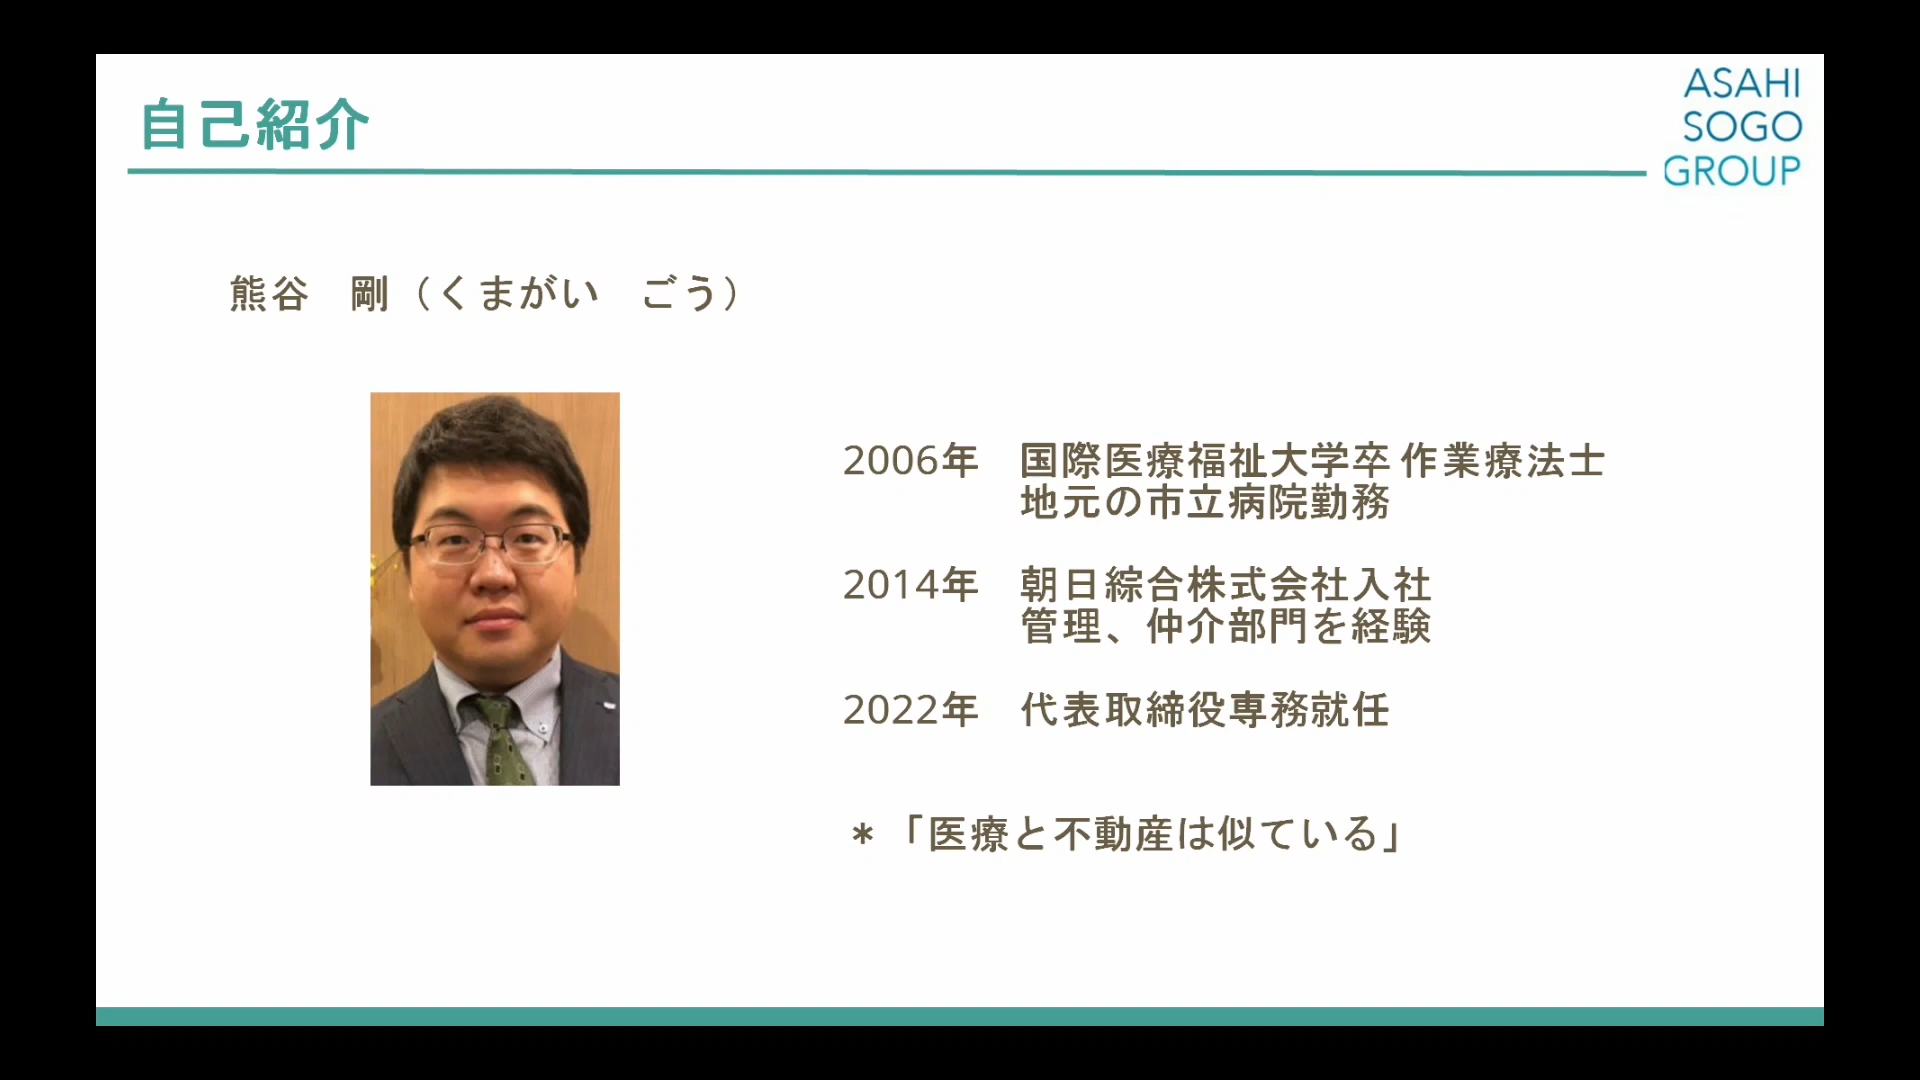 自己紹介
ASAHI
SOGO
GROUP
熊谷　剛（くまがい　ごう）
2006年　国際医療福祉大学卒 作業療法士
地元の市立病院勤務
2014年　朝日綜合株式会社入社
管理、仲介部門を経験
2022年　代表取締役専務就任
＊「医療と不動産は似ている」